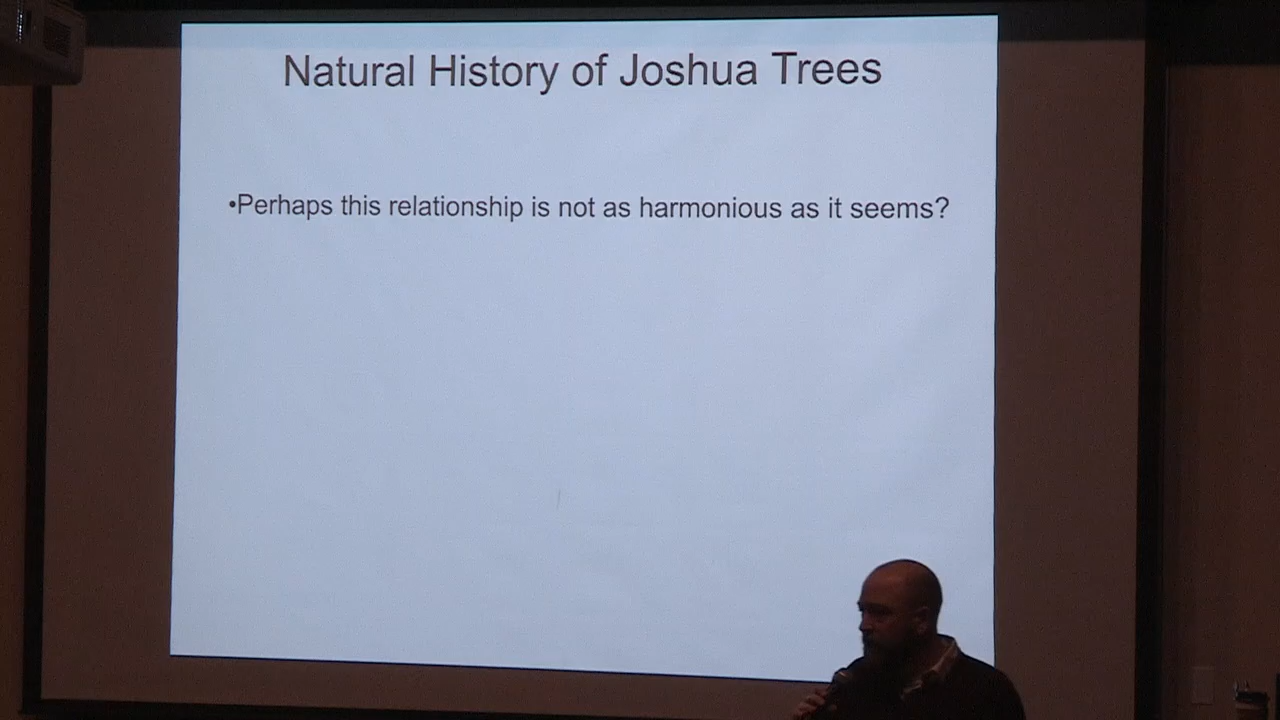 Natural History of Joshua Trees
•Perhaps this relationship is not as harmonious as it seems?